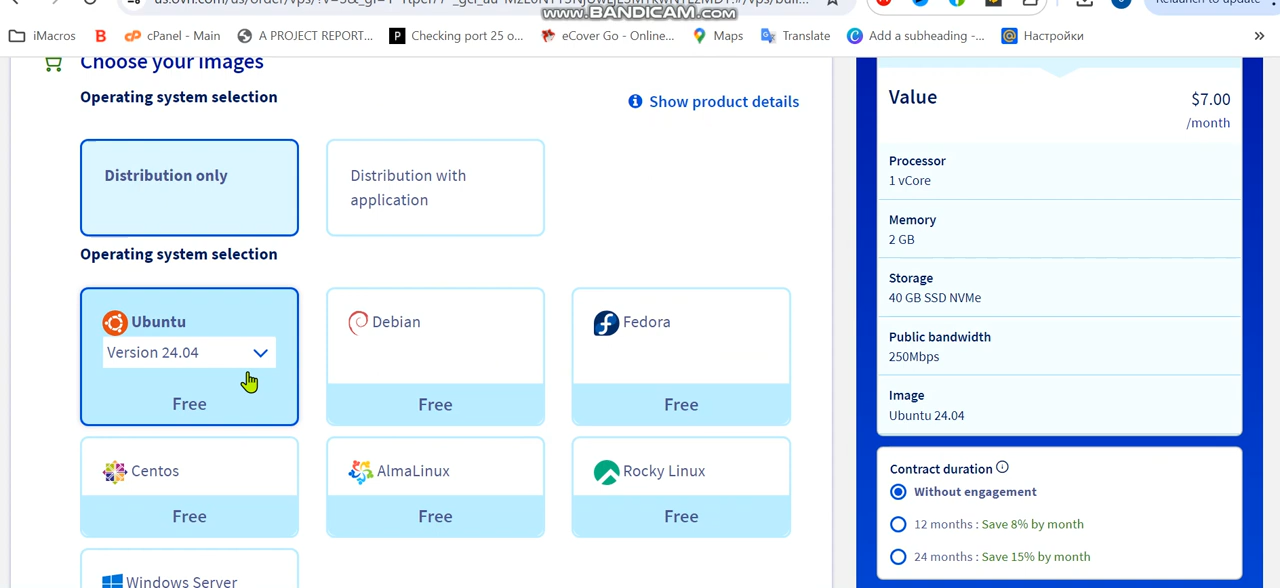 www.BANDICAM.com
iMacros
B
cPanel - Main
A PROJECT REPORT...
P
Checking port 25 o...
eCover Go - Online...
Maps
Translate
Add a subheading -...
Настройки
»
Choose your images
Operating system selection
Show product details
Distribution only
Distribution with
application
Operating system selection
Ubuntu
Version 24.04
Free
Debian
Free
Fedora
Free
Centos
Free
AlmaLinux
Free
Rocky Linux
Free
Windows Server
Value
$7.00
/month
Processor
1 vCore
Memory
2 GB
Storage
40 GB SSD NVMe
Public bandwidth
250Mbps
Image
Ubuntu 24.04
Contract duration
Without engagement
12 months : Save 8% by month
24 months : Save 15% by month